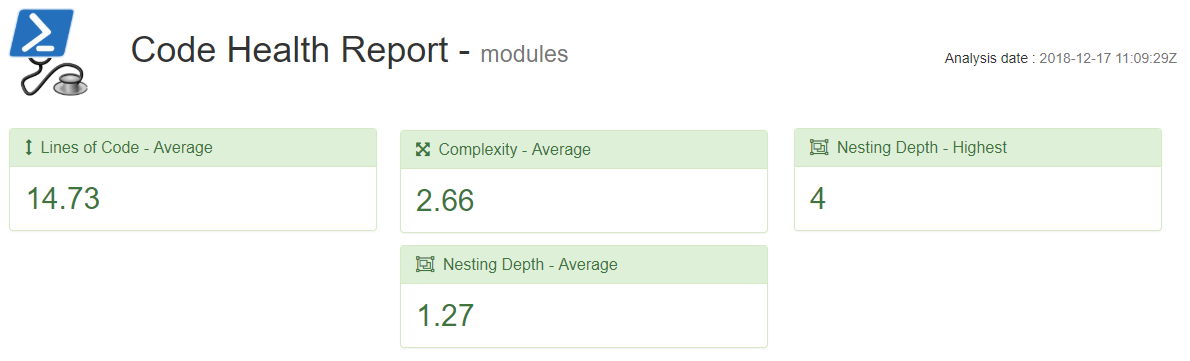 Code Health Report - modules
Analysis date : 2018-12-17 11:09:29Z
Lines of Code - Average
14.73
Complexity - Average
2.66
Nesting Depth - Highest
4
Nesting Depth - Average
1.27